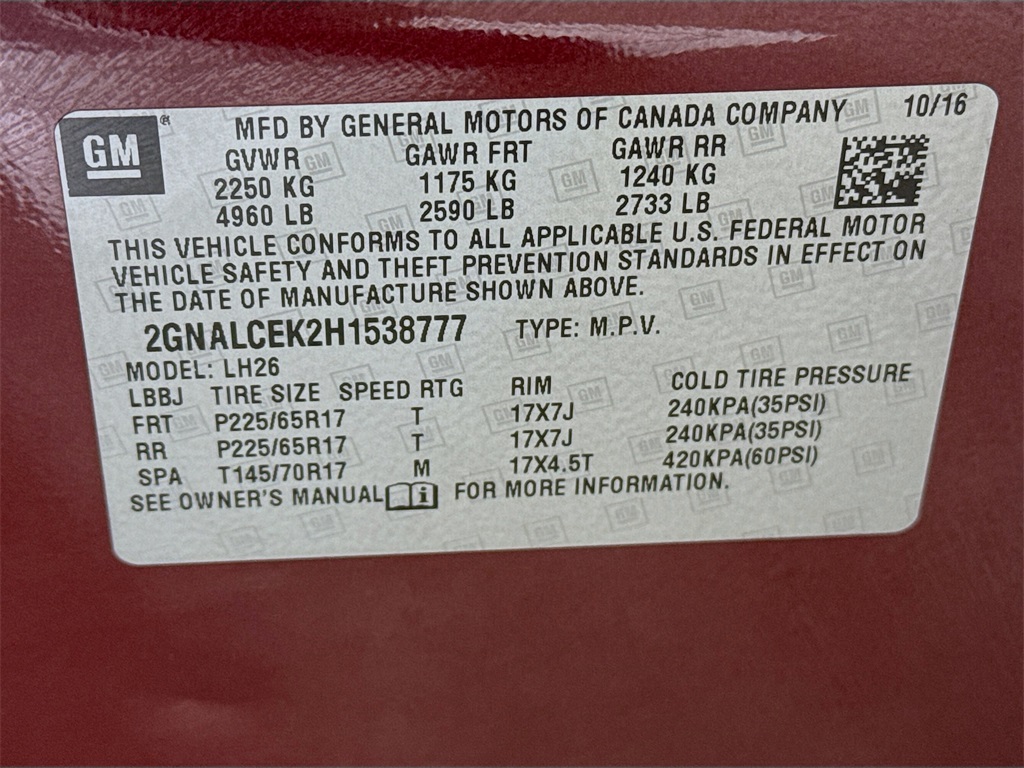 GM ® MFD BY GENERAL MOTORS OF CANADA COMPANY 10/16
GVWR GAWR FRT GAWR RR
2250 KG 1175 KG 1240 KG
4960 LB 2590 LB 2733 LB
THIS VEHICLE CONFORMS TO ALL APPLICABLE U.S. FEDERAL MOTOR
VEHICLE SAFETY AND THEFT PREVENTION STANDARDS IN EFFECT ON
THE DATE OF MANUFACTURE SHOWN ABOVE.
2GNALCEK2H1538777 TYPE: M.P.V.
MODEL: LH26
LBBJ TIRE SIZE SPEED RTG RIM COLD TIRE PRESSURE
FRT P225/65R17 T 17X7J 240KPA(35PSI)
RR P225/65R17 T 17X7J 240KPA(35PSI)
SPA T145/70R17 M 17X4.5T 420KPA(60PSI)
SEE OWNER'S MANUAL i FOR MORE INFORMATION.